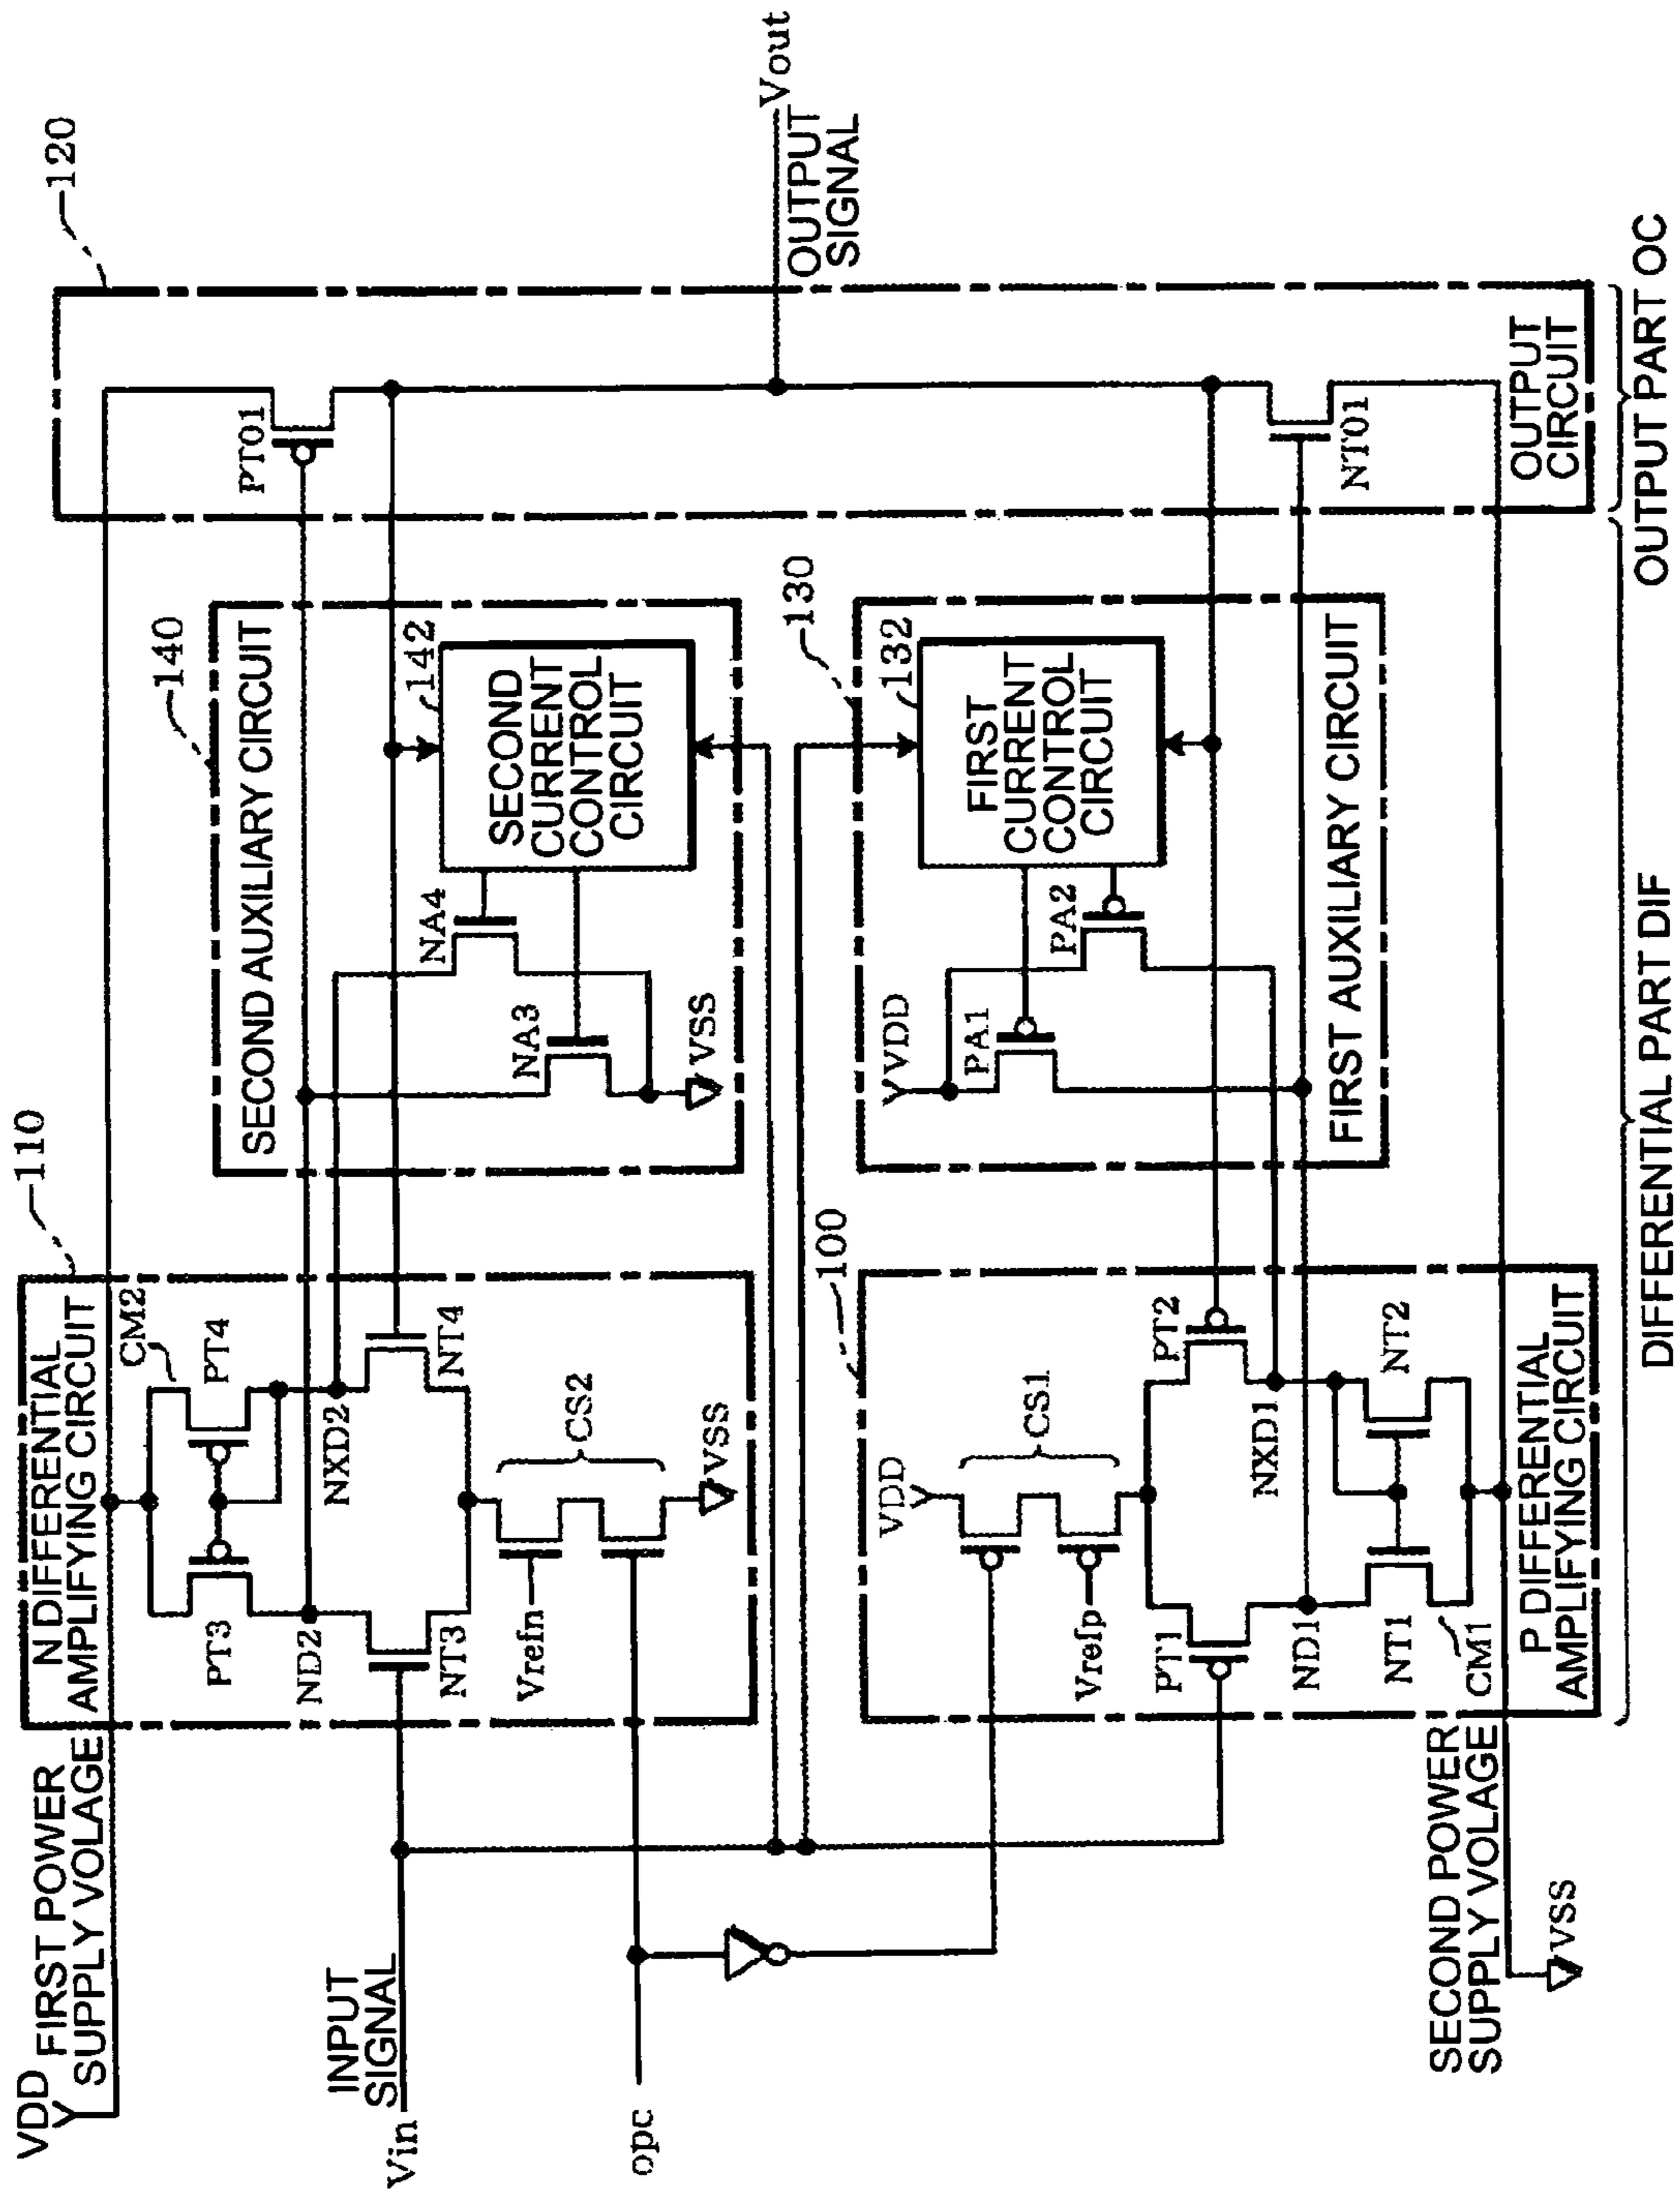 VDD
FIRST POWER
SUPPLY VOLAGE
INPUT
SIGNAL
Vin
opc
SECOND POWER
SUPPLY VOLTAGE
VSS
110
N DIFFERENTIAL
AMPLIFYING CIRCUIT
CM2
PT3
PT4
ND2
NXD2
NT3
NT4
Vrefn
CS2
VSS
100
VDD
CS1
Vrefp
PT1
PT2
ND1
NXD1
NT1
NT2
CM1
P DIFFERENTIAL
AMPLIFYING CIRCUIT
140
SECOND AUXILIARY CIRCUIT
142
NA4
NA3
SECOND
CURRENT
CONTROL
CIRCUIT
VSS
130
132
VDD
PA1
PA2
FIRST
CURRENT
CONTROL
CIRCUIT
FIRST AUXILIARY CIRCUIT
120
PT01
Vout
OUTPUT
SIGNAL
NT01
OUTPUT
CIRCUIT
DIFFERENTIAL PART DIF
OUTPUT PART OC